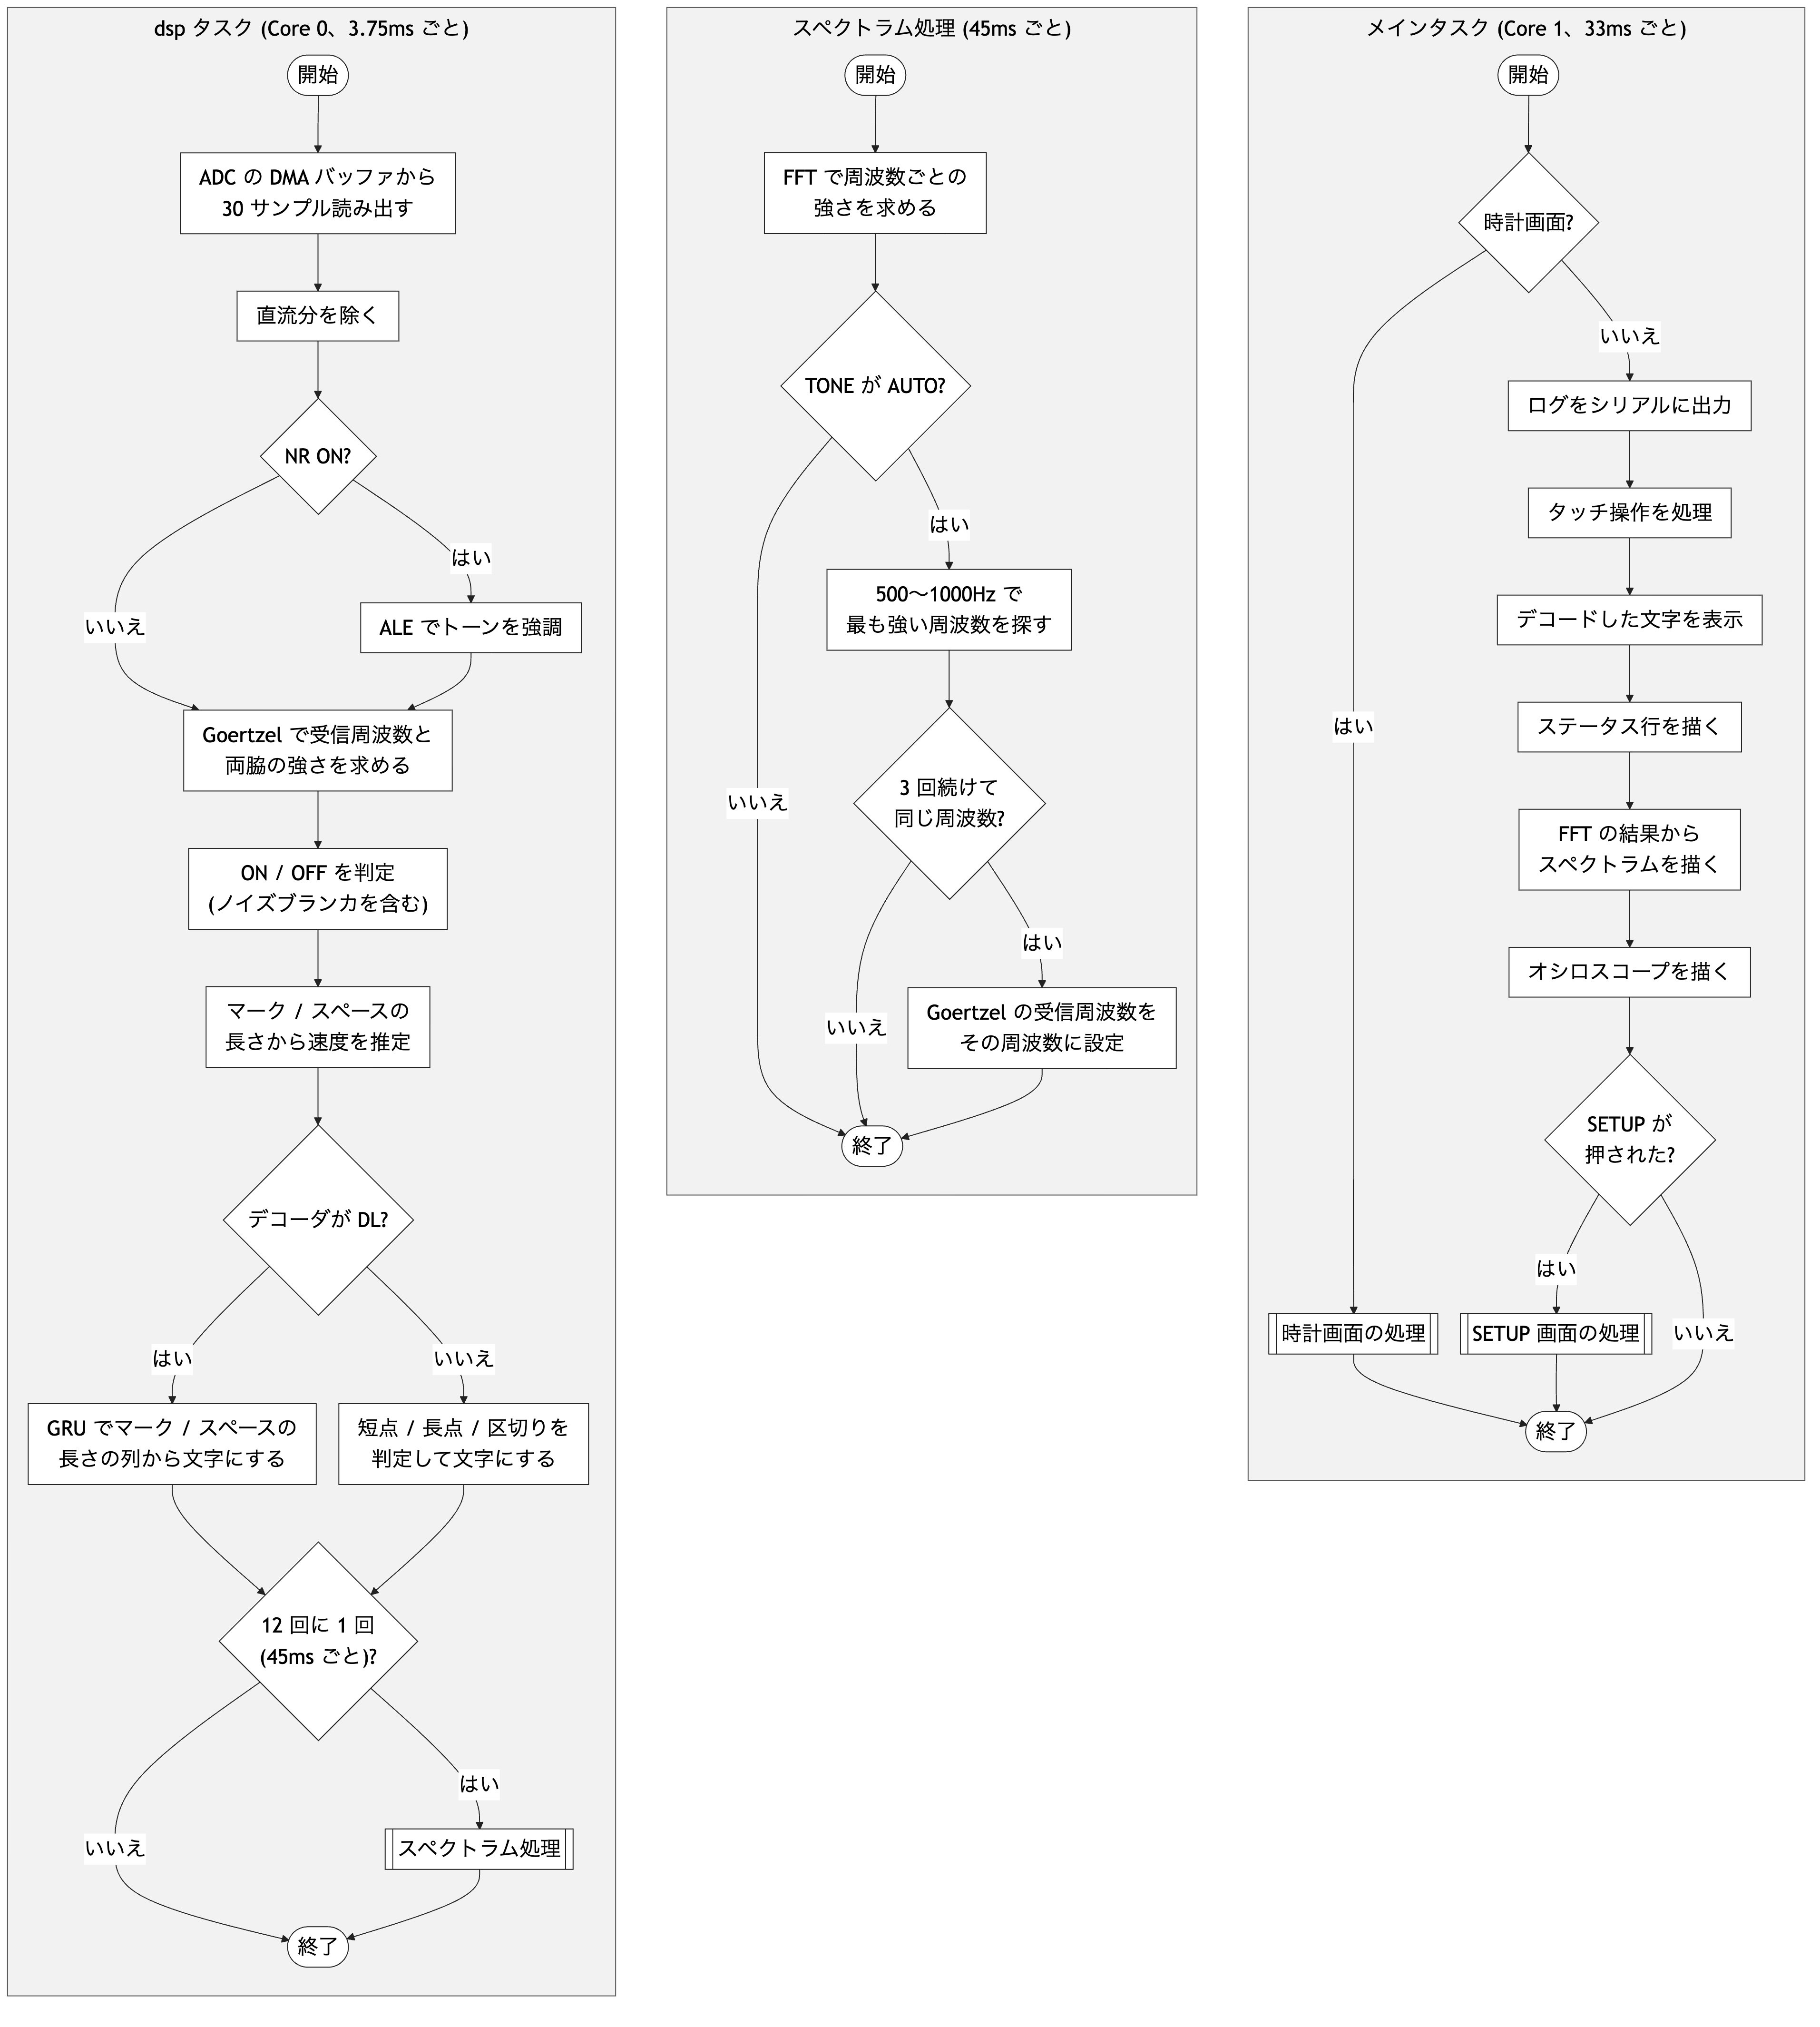 dsp タスク (Core 0、3.75ms ごと)
開始
ADC の DMA バッファから
30 サンプル読み出す
直流分を除く
NR ON?
はい
いいえ
ALE でトーンを強調
Goertzel で受信周波数と
両脇の強さを求める
ON / OFF を判定
(ノイズブランカを含む)
マーク / スペースの
長さから速度を推定
デコーダが DL?
はい
いいえ
GRU でマーク / スペースの
長さの列から文字にする
短点 / 長点 / 区切りを
判定して文字にする
12 回に 1 回
(45ms ごと)?
はい
いいえ
スペクトラム処理
終了
スペクトラム処理 (45ms ごと)
開始
FFT で周波数ごとの
強さを求める
TONE が AUTO?
はい
500〜1000Hz で
最も強い周波数を探す
いいえ
3 回続けて
同じ周波数?
はい
いいえ
Goertzel の受信周波数を
その周波数に設定
終了
メインタスク (Core 1、33ms ごと)
開始
時計画面?
いいえ
ログをシリアルに出力
タッチ操作を処理
デコードした文字を表示
はい
ステータス行を描く
FFT の結果から
スペクトラムを描く
オシロスコープを描く
SETUP が
押された?
はい
いいえ
時計画面の処理
SETUP 画面の処理
終了